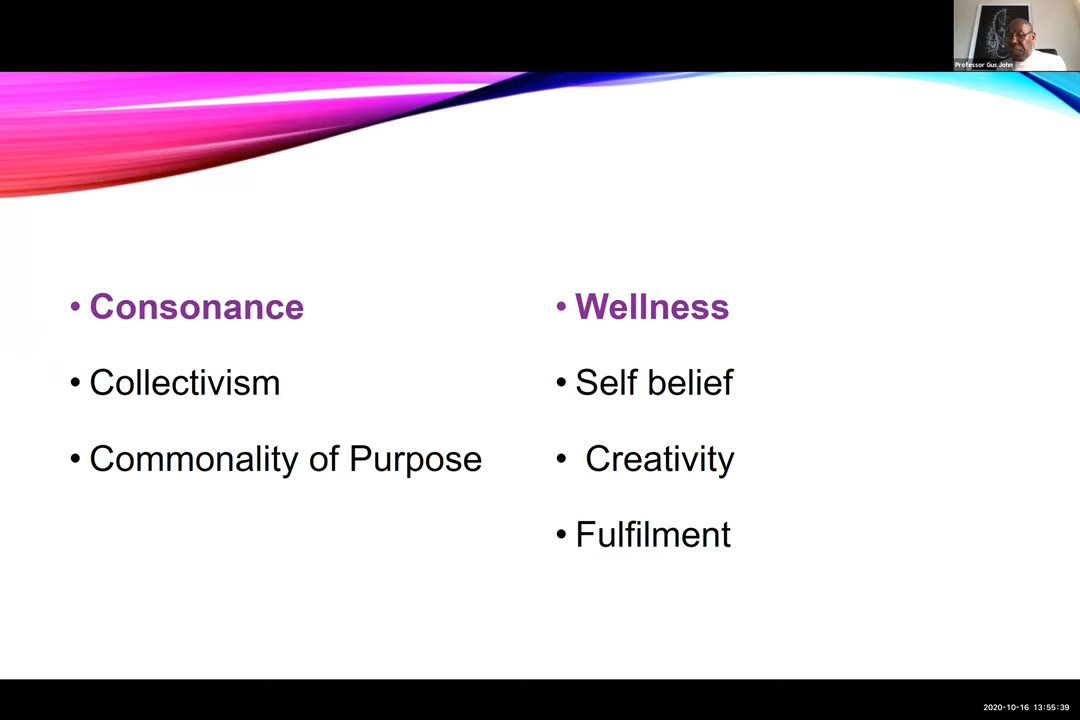 Professor Gus John
• Consonance
• Collectivism
• Commonality of Purpose
• Wellness
• Self belief
• Creativity
• Fulfilment
2020-10-16 13:55:39